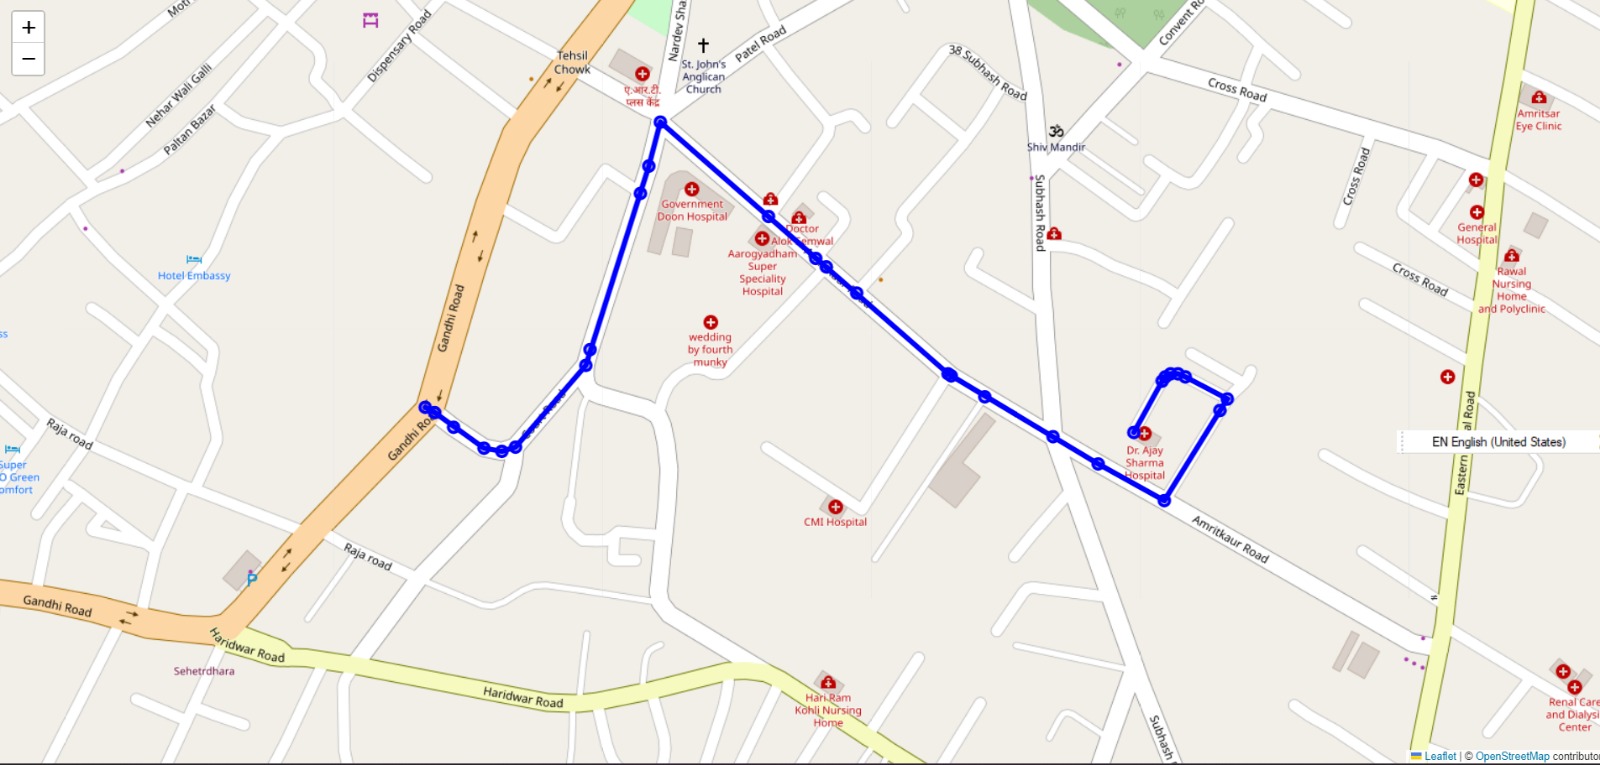 +
−
Moti
Dispensary Road
Nehar Wali Galli
Paltan Bazar
Tehsil
Chowk
ए.आर.टी.
प्लस केंद्र
Nardev Sha
St. John's
Anglican
Church
Patel Road
38 Subhash Road
Convent Ro
Cross Road
Shiv Mandir
Amritsar
Eye Clinic
Cross Road
Subhash Road
General
Hospital
Cross Road
Rawal
Nursing
Home
and Polyclinic
Government
Doon Hospital
Doctor
Alok Semwal
Aarogyadham
Super
Speciality
Hospital
Hotel Embassy
Gandhi Road
wedding
by fourth
munky
ss
Gandhi Ro
Court Road
Raja road
Super
O Green
omfort
Dr. Ajay
Sharma
Hospital
al Road
EN English (United States)
Eastern
CMI Hospital
Amritkaur Road
Raja road
P
Gandhi Road
Haridwar Road
Sehetrdhara
Haridwar Road
Hari Ram
Kohli Nursing
Home
Subhash
Renal Care
and Dialysi
Center
Leaflet | © OpenStreetMap contributo